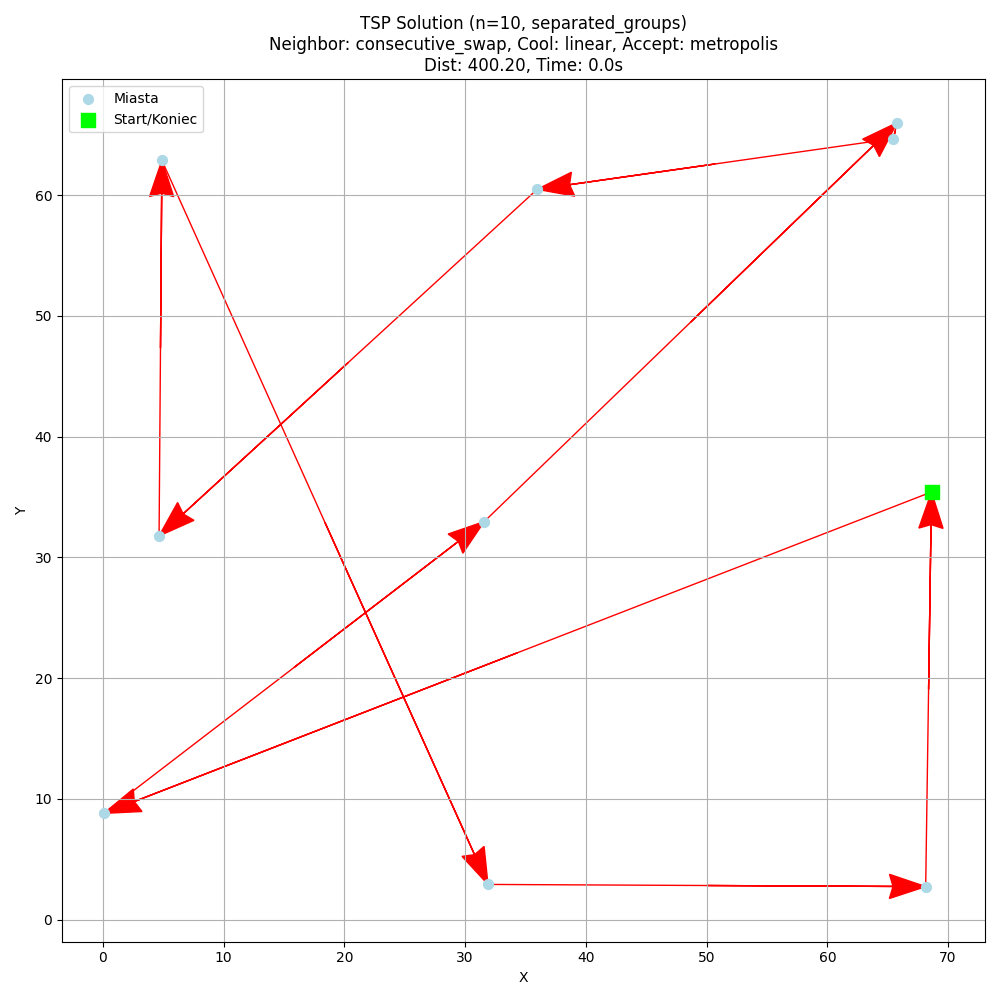 TSP Solution (n=10, separated_groups)
Neighbor: consecutive_swap, Cool: linear, Accept: metropolis
Dist: 400.20, Time: 0.0s
Miasta
Start/Koniec
60
50
40
30
20
10
0
Y
0 10 20 30 40 50 60 70
X